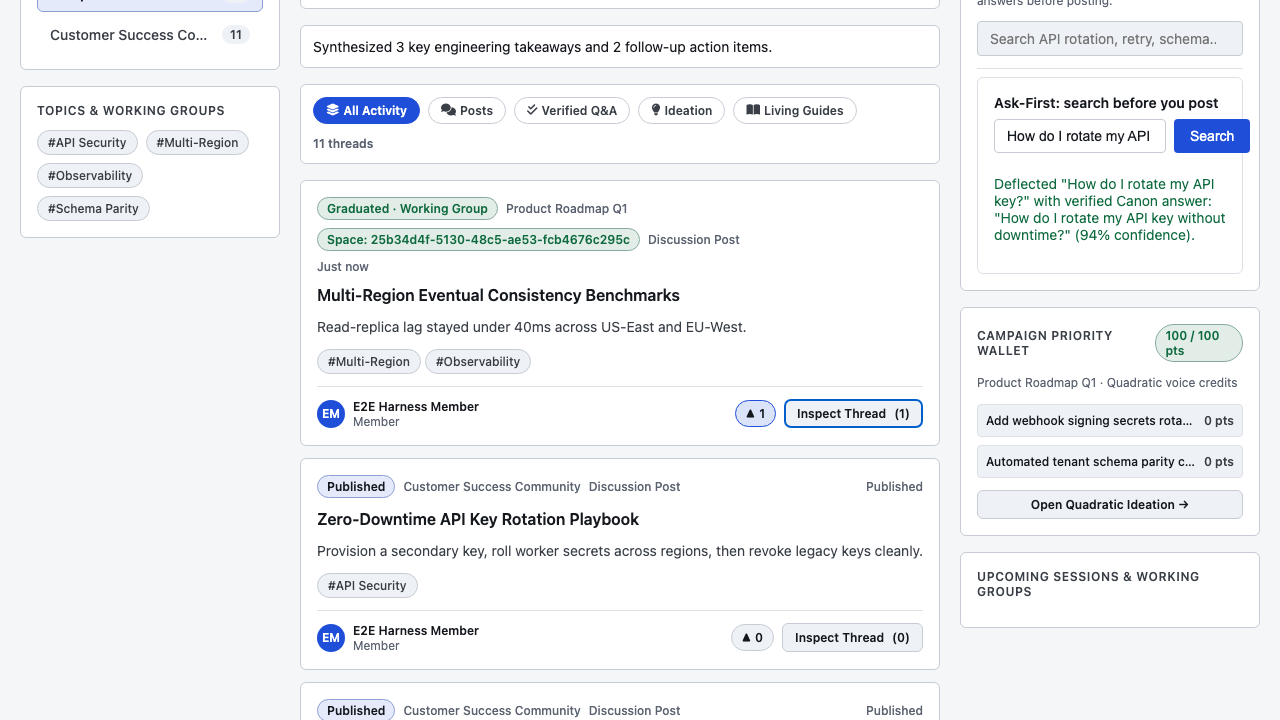 Customer Success Co... 11
TOPICS & WORKING GROUPS
#API Security #Multi-Region
#Observability
#Schema Parity
Synthesized 3 key engineering takeaways and 2 follow-up action items.
All Activity Posts Verified Q&A Ideation Living Guides
11 threads
Graduated · Working Group Product Roadmap Q1
Space: 25b34d4f-5130-48c5-ae53-fcb4676c295c Discussion Post
Just now
Multi-Region Eventual Consistency Benchmarks
Read-replica lag stayed under 40ms across US-East and EU-West.
#Multi-Region #Observability
EM E2E Harness Member
Member
▲ 1 Inspect Thread (1)
Published Customer Success Community Discussion Post Published
Zero-Downtime API Key Rotation Playbook
Provision a secondary key, roll worker secrets across regions, then revoke legacy keys cleanly.
#API Security
EM E2E Harness Member
Member
▲ 0 Inspect Thread (0)
Published Customer Success Community Discussion Post Published
answers before posting.
Search API rotation, retry, schema..
Ask-First: search before you post
How do I rotate my API Search
Deflected "How do I rotate my API
key?" with verified Canon answer:
"How do I rotate my API key without
downtime?" (94% confidence).
CAMPAIGN PRIORITY
WALLET
100 / 100
pts
Product Roadmap Q1 · Quadratic voice credits
Add webhook signing secrets rota... 0 pts
Automated tenant schema parity c... 0 pts
Open Quadratic Ideation →
UPCOMING SESSIONS & WORKING
GROUPS